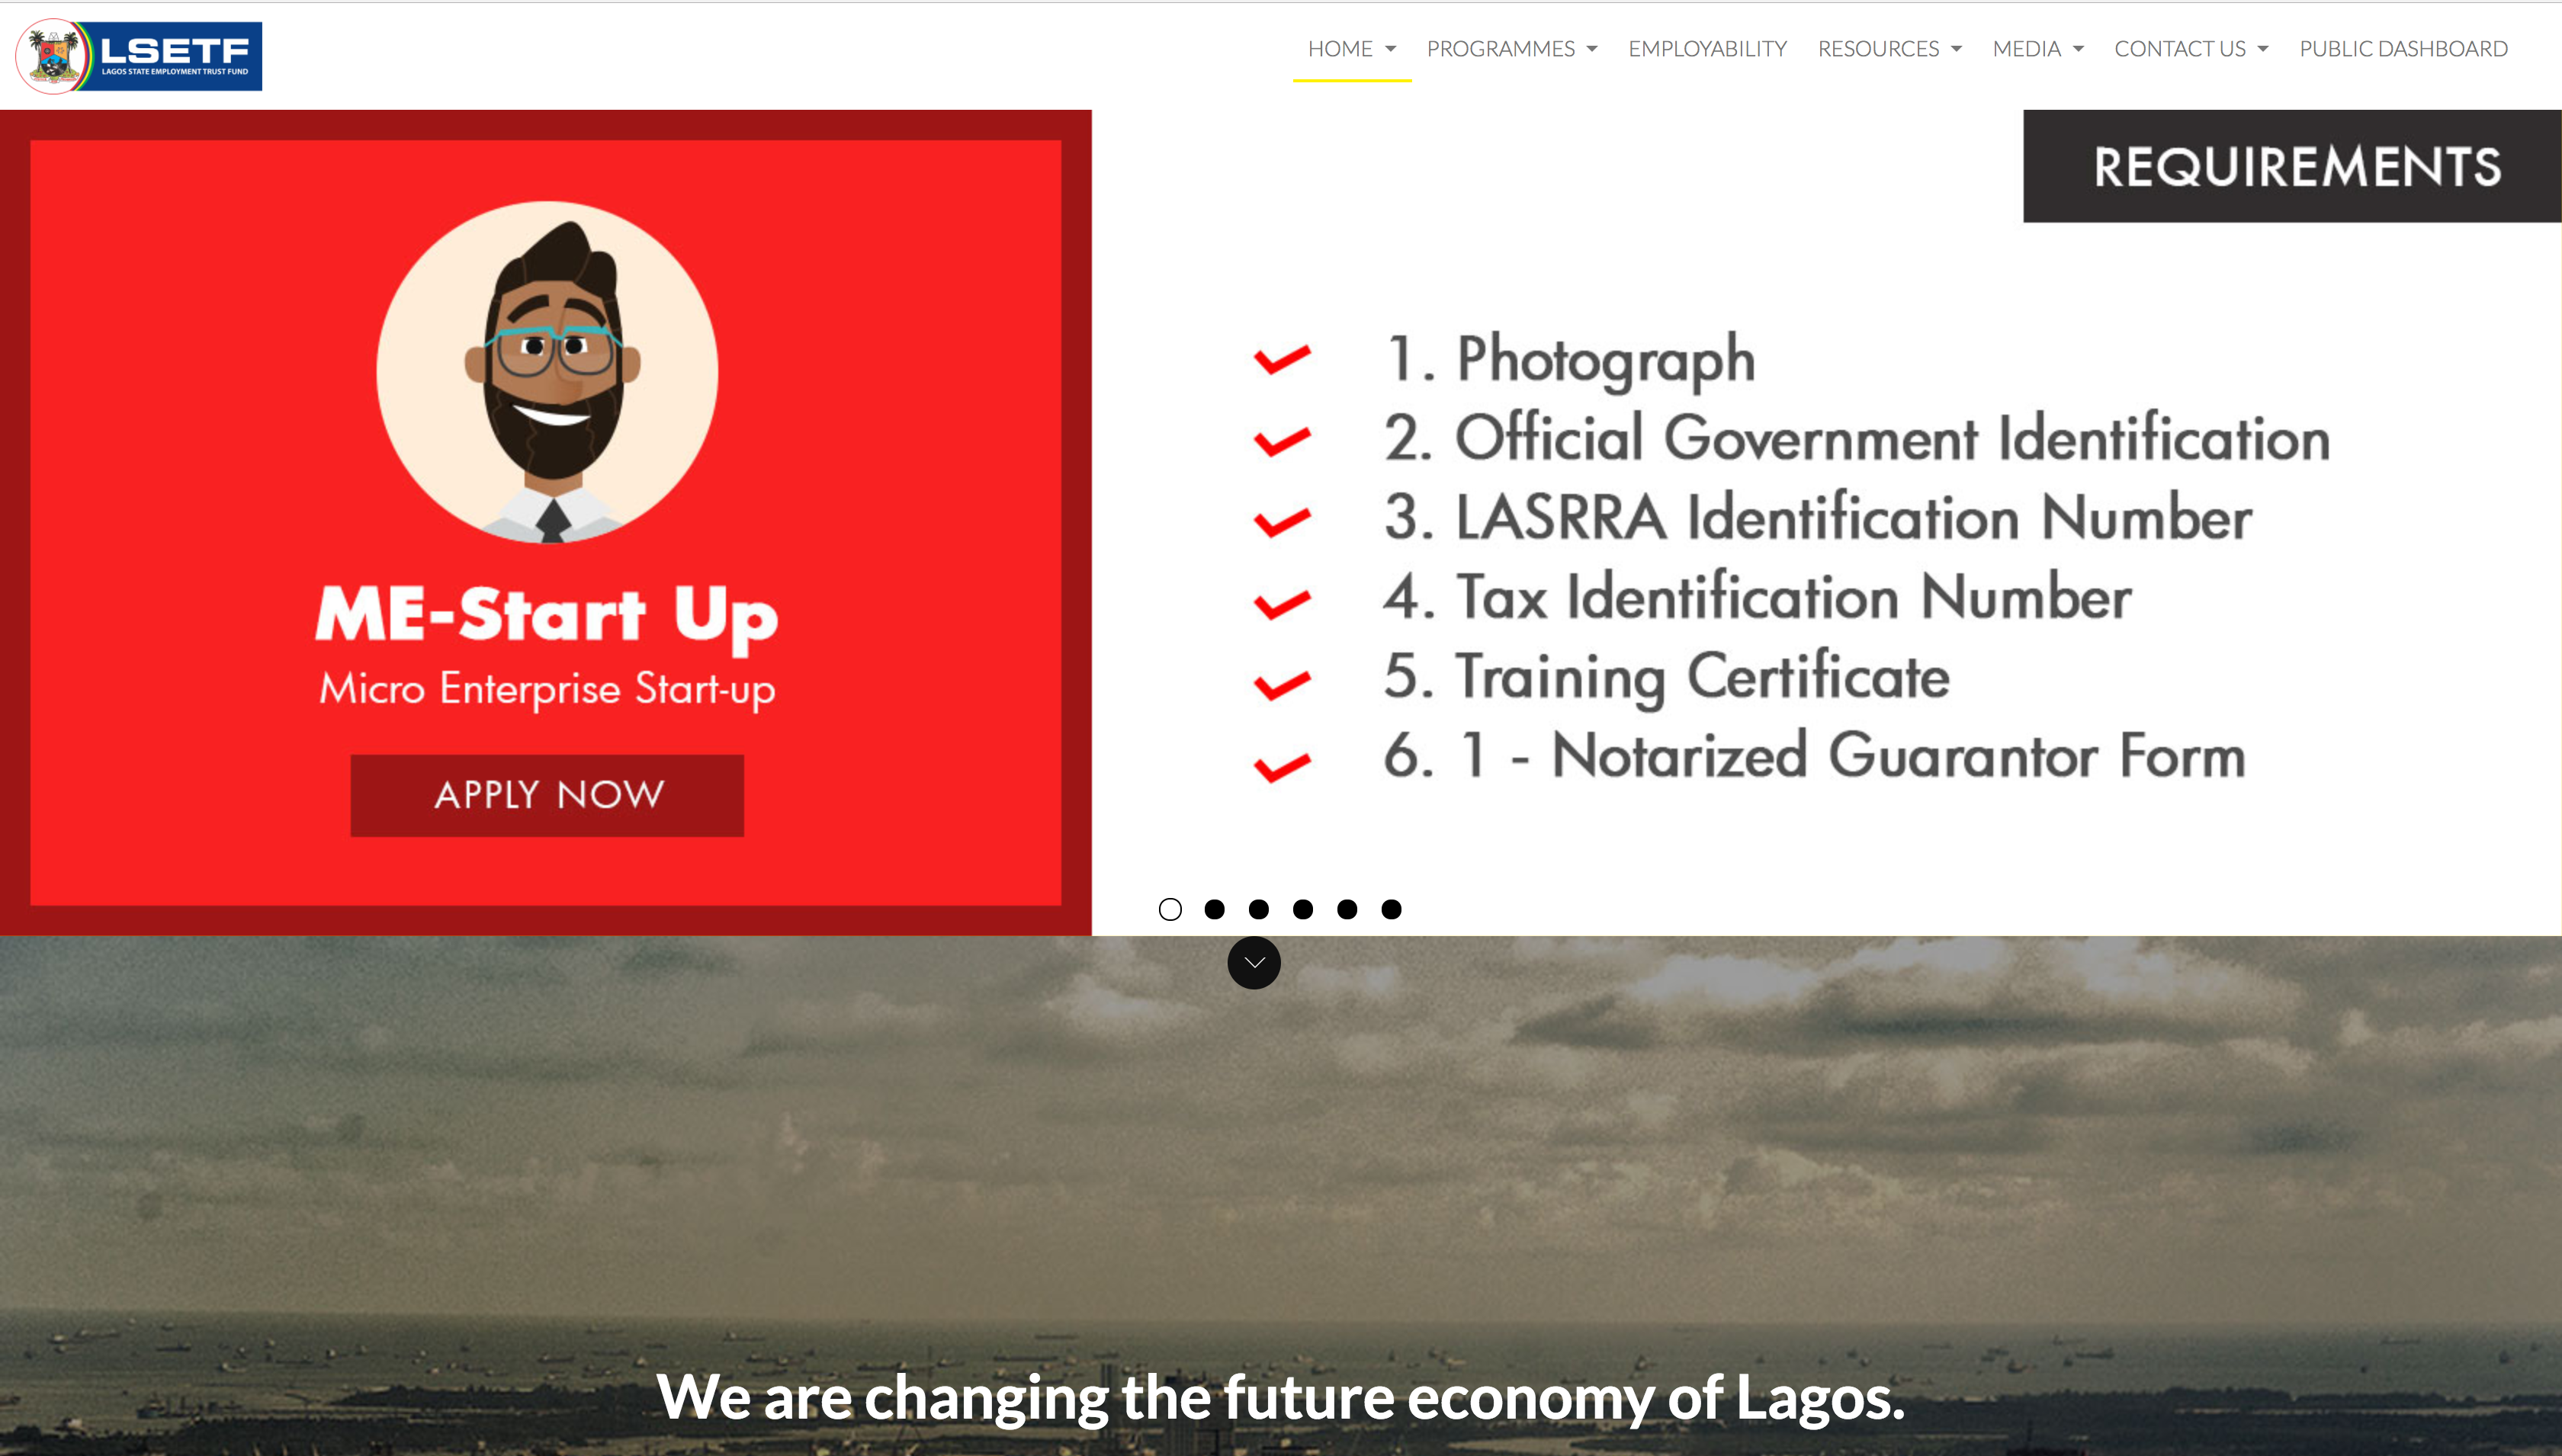 LSETF
LAGOS STATE EMPLOYMENT TRUST FUND
HOME
PROGRAMMES
EMPLOYABILITY
RESOURCES
MEDIA
CONTACT US
PUBLIC DASHBOARD
ME-Start Up
Micro Enterprise Start-up
APPLY NOW
REQUIREMENTS
1. Photograph
2. Official Government Identification
3. LASRRA Identification Number
4. Tax Identification Number
5. Training Certificate
6. 1 - Notarized Guarantor Form
We are changing the future economy of Lagos.